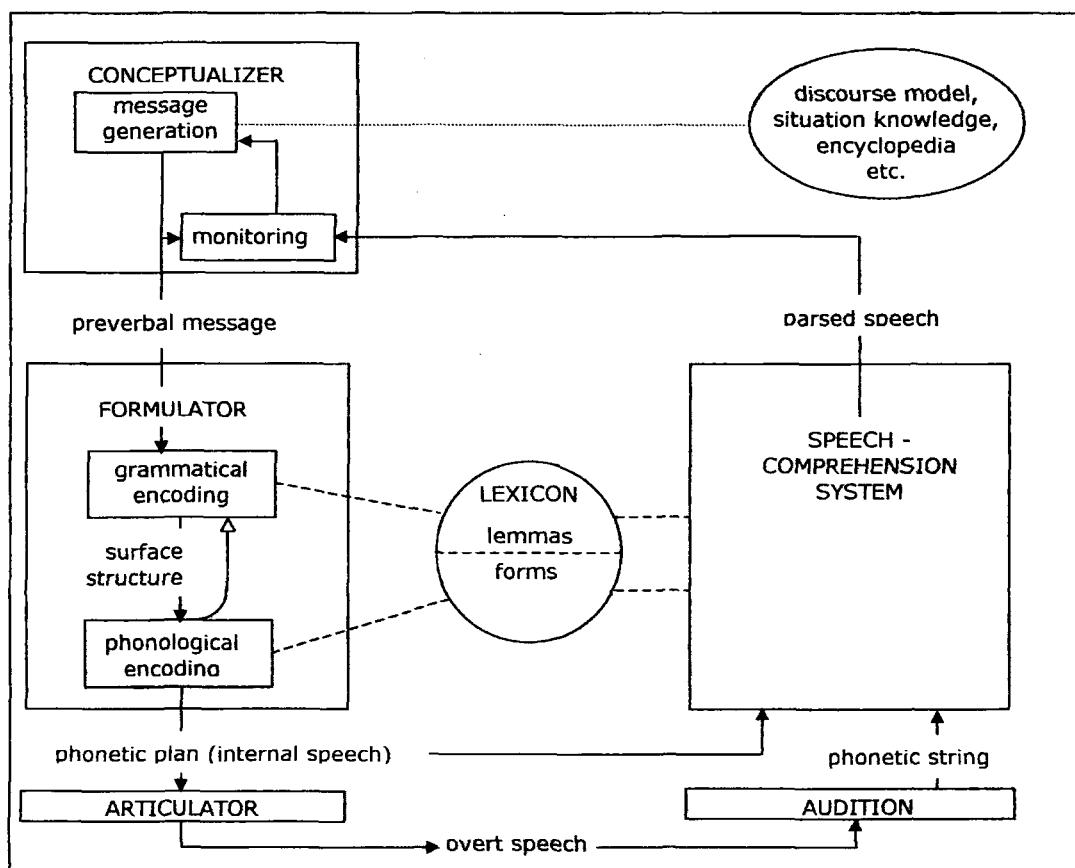 CONCEPTUALIZER
message
generation
monitoring
discourse model,
situation knowledge,
encyclopedia
etc.
preverbal message
parsed speech
FORMULATOR
grammatical
encoding
surface
structure
phonological
encoding
LEXICON
lemmas
forms
SPEECH -
COMPREHENSION
SYSTEM
phonetic plan (internal speech)
phonetic string
ARTICULATOR
AUDITION
overt speech